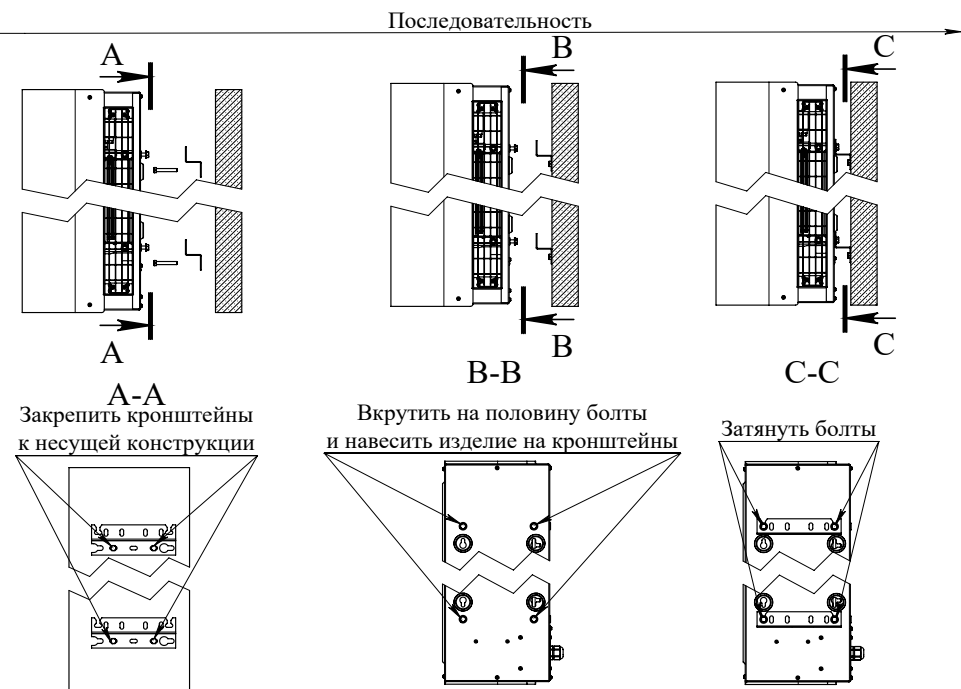 Последовательность
A
B
C
A
B
C
A-A
B-B
C-C
Закрепить кронштейны
к несущей конструкции
Вкрутить на половину болты
и навесить изделие на кронштейны
Затянуть болты